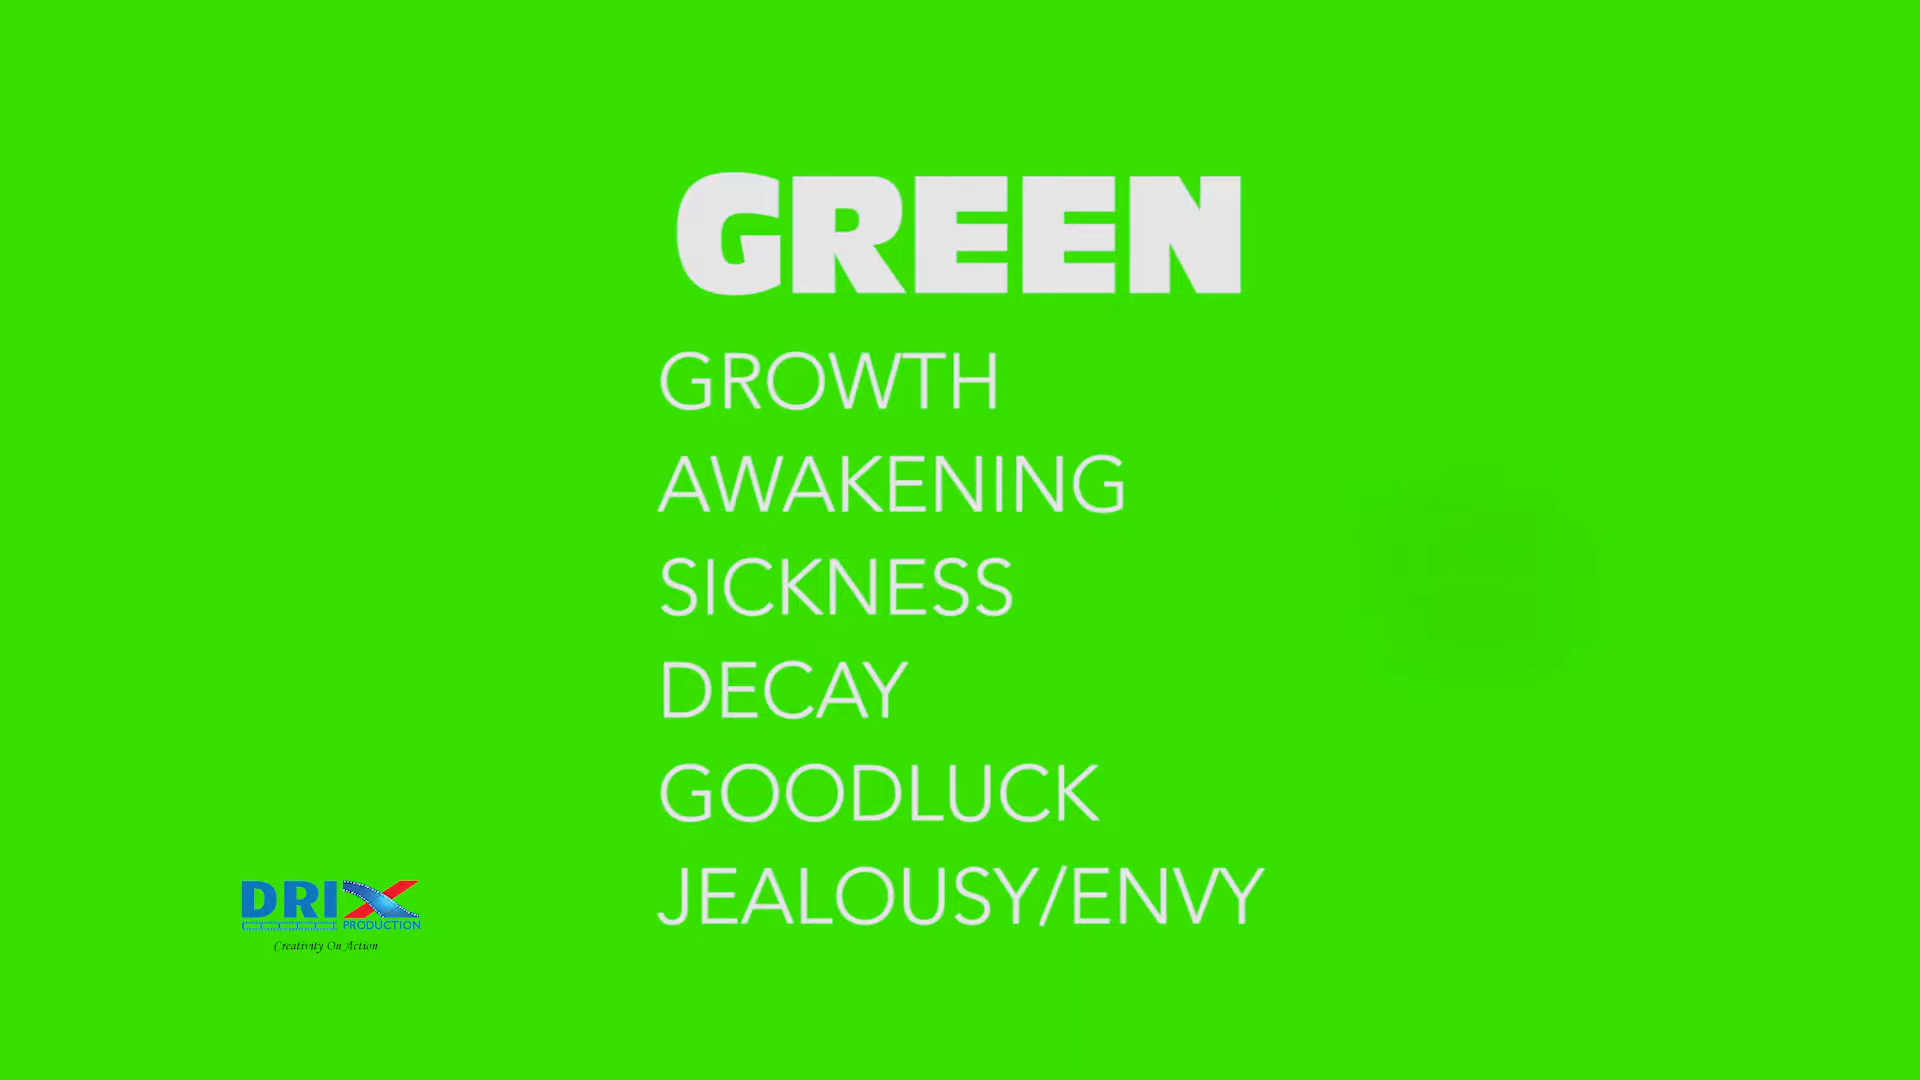 GREEN
GROWTH
AWAKENING
SICKNESS
DECAY
GOODLUCK
JEALOUSY/ENVY
DRIX
PRODUCTION
Creativity On Action